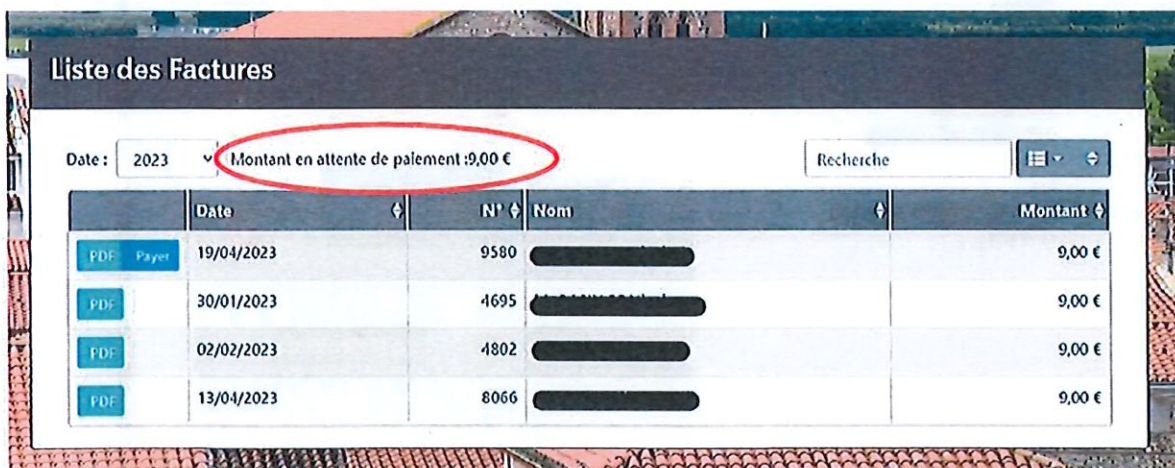 Liste des Factures
Date : 2023 Montant en attente de paiement :9,00 € Recherche
Date N° Nom Montant
PDF Payer 19/04/2023 9580 9,00 €
PDF 30/01/2023 4695 9,00 €
PDF 02/02/2023 4802 9,00 €
PDF 13/04/2023 8066 9,00 €